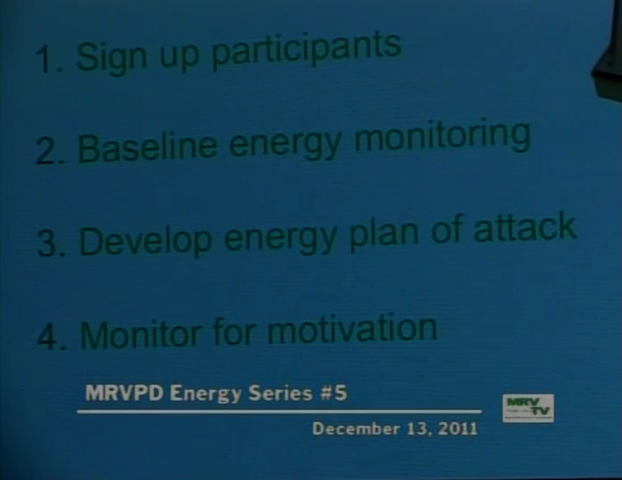 1. Sign up participants
2. Baseline energy monitoring
3. Develop energy plan of attack
4. Monitor for motivation
MRVPD Energy Series #5
December 13, 2011
MRV
TV